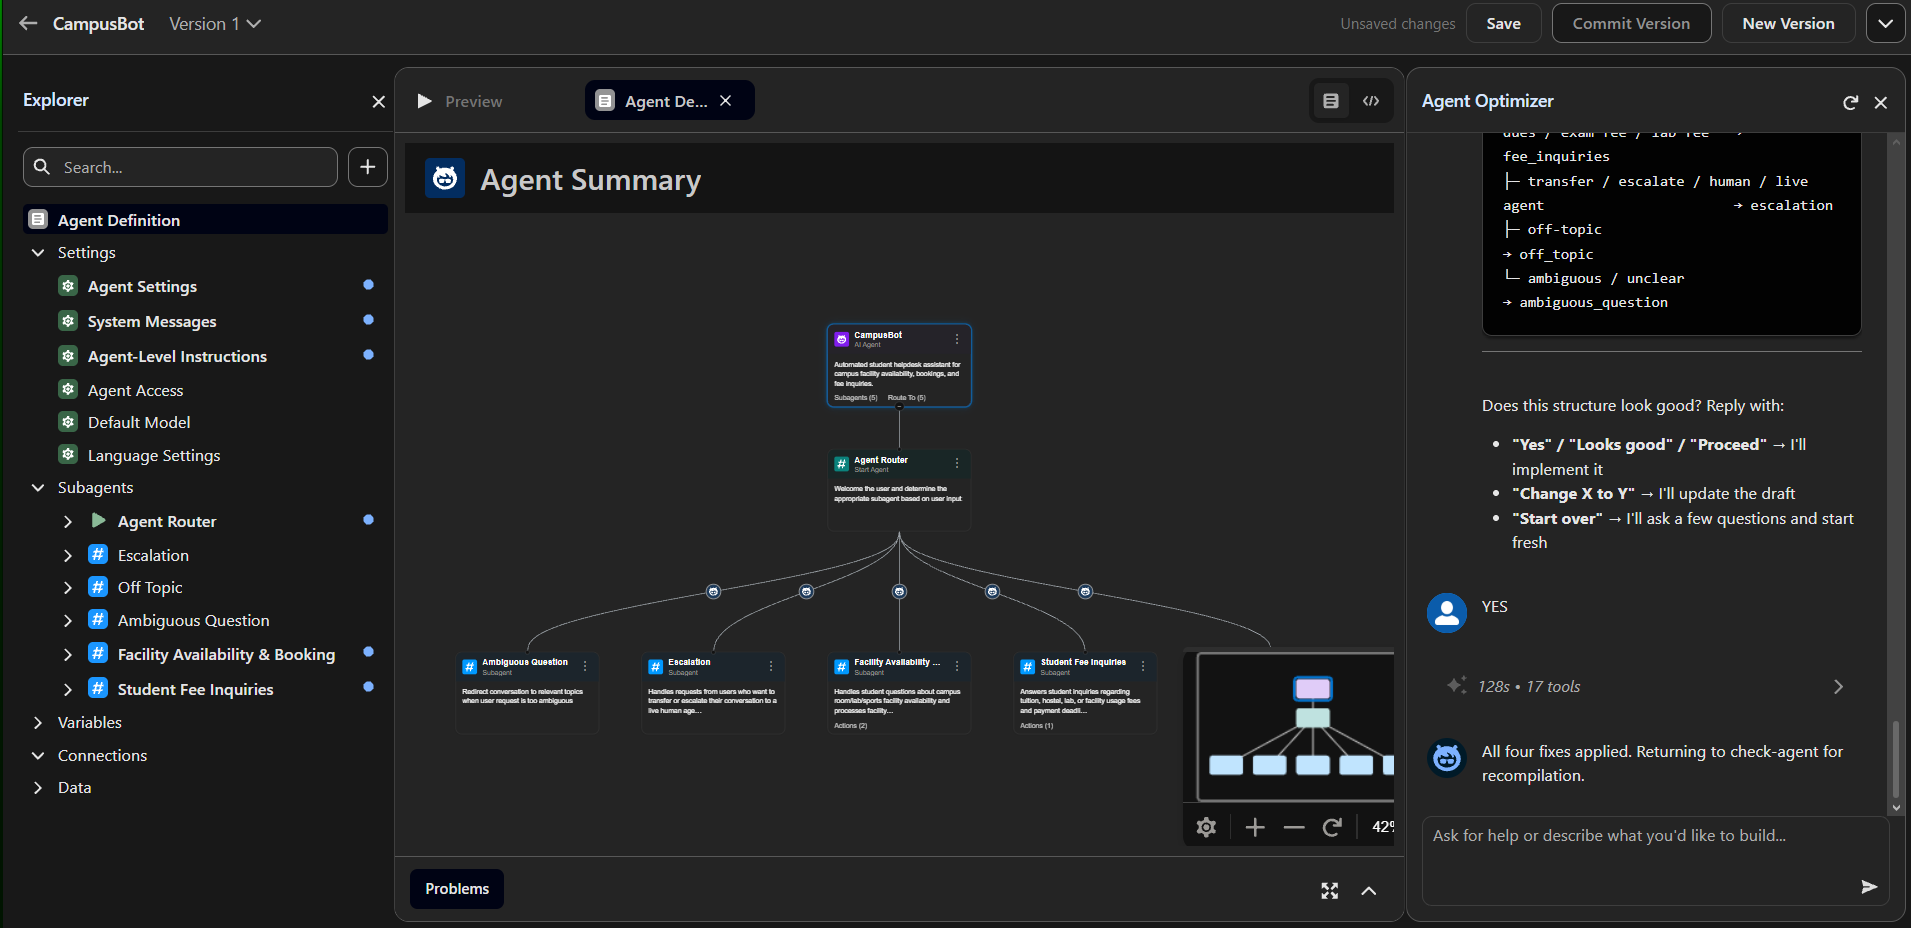 CampusBot
Version 1
Unsaved changes
Save
Commit Version
New Version
Explorer
Search...
Agent Definition
Settings
Agent Settings
System Messages
Agent-Level Instructions
Agent Access
Default Model
Language Settings
Subagents
Agent Router
Escalation
Off Topic
Ambiguous Question
Facility Availability & Booking
Student Fee Inquiries
Variables
Connections
Data
Preview
Agent De...
Agent Summary
CampusBot
AI Agent
Automated student helpdesk assistant for
campus facility availability, bookings, and
fee inquiries.
Subagents (5) Route To (5)
Agent Router
Start Agent
Welcome the user and determine the
appropriate subagent based on user input
Ambiguous Question
Subagent
Redirect conversation to relevant topics
when user request is too ambiguous
Escalation
Subagent
Handles requests from users who want to
transfer or escalate their conversation to a
live human age...
Facility Availability ...
Subagent
Handles student questions about campus
room/lab/sports facility availability and
processes facility...
Actions (2)
Student Fee Inquiries
Subagent
Answers student inquiries regarding
tuition, hostel, lab, or facility usage fees
and payment deadli...
Actions (1)
42%
Problems
Agent Optimizer
dues / exam fee / lab fee →
fee_inquiries
├─ transfer / escalate / human / live
agent → escalation
├─ off-topic
→ off_topic
└─ ambiguous / unclear
→ ambiguous_question
Does this structure look good? Reply with:
• "Yes" / "Looks good" / "Proceed" → I'll
implement it
• "Change X to Y" → I'll update the draft
• "Start over" → I'll ask a few questions and start
fresh
YES
128s • 17 tools
All four fixes applied. Returning to check-agent for
recompilation.
Ask for help or describe what you'd like to build...